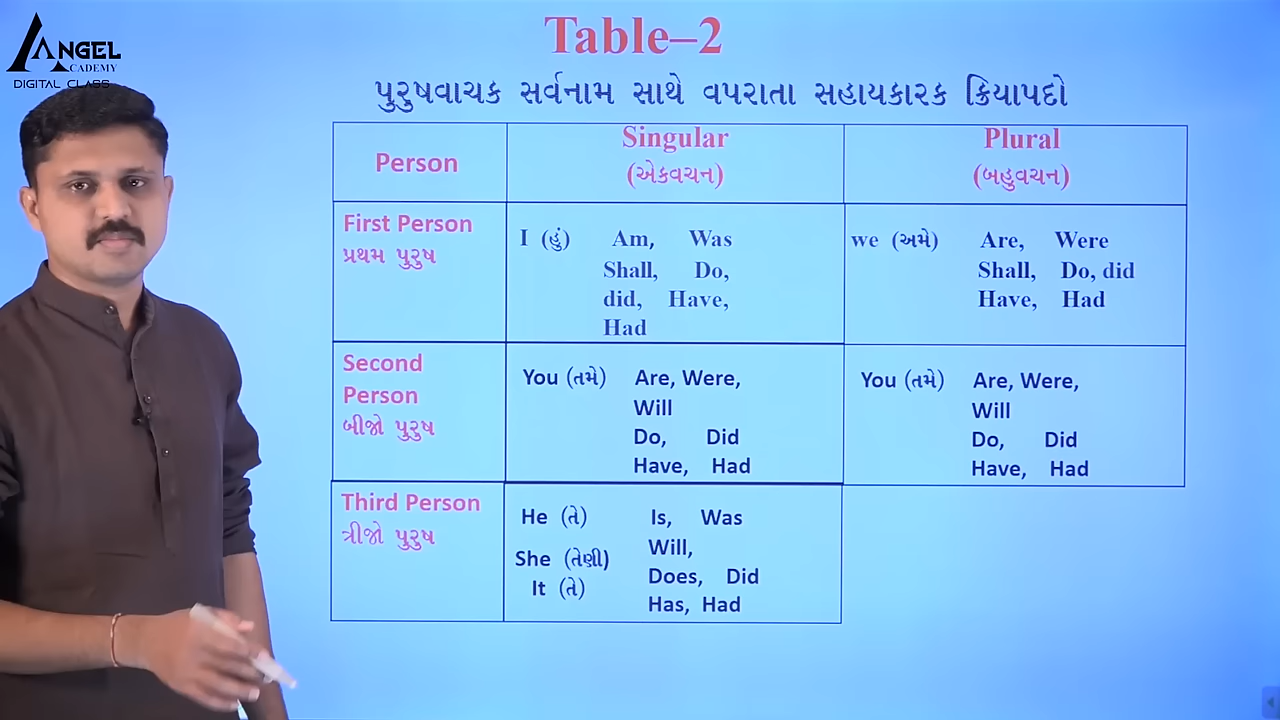 ANGEL
ACADEMY
DIGITAL CLASS
Table–2
પુરુષવાચક સર્વનામ સાથે વપરાતા સહાયકારક ક્રિયાપદો
Person
Singular
(એકવચન)
Plural
(બહુવચન)
First Person
પ્રથમ પુરુષ
I (હું) Am, Was
Shall, Do,
did, Have,
Had
we (અમે) Are, Were
Shall, Do, did
Have, Had
Second
Person
બીજો પુરુષ
You (તમે) Are, Were,
Will
Do, Did
Have, Had
You (તમે) Are, Were,
Will
Do, Did
Have, Had
Third Person
ત્રીજો પુરુષ
He (તે) Is, Was
Will,
She (તેણી)
Does, Did
It (તે)
Has, Had